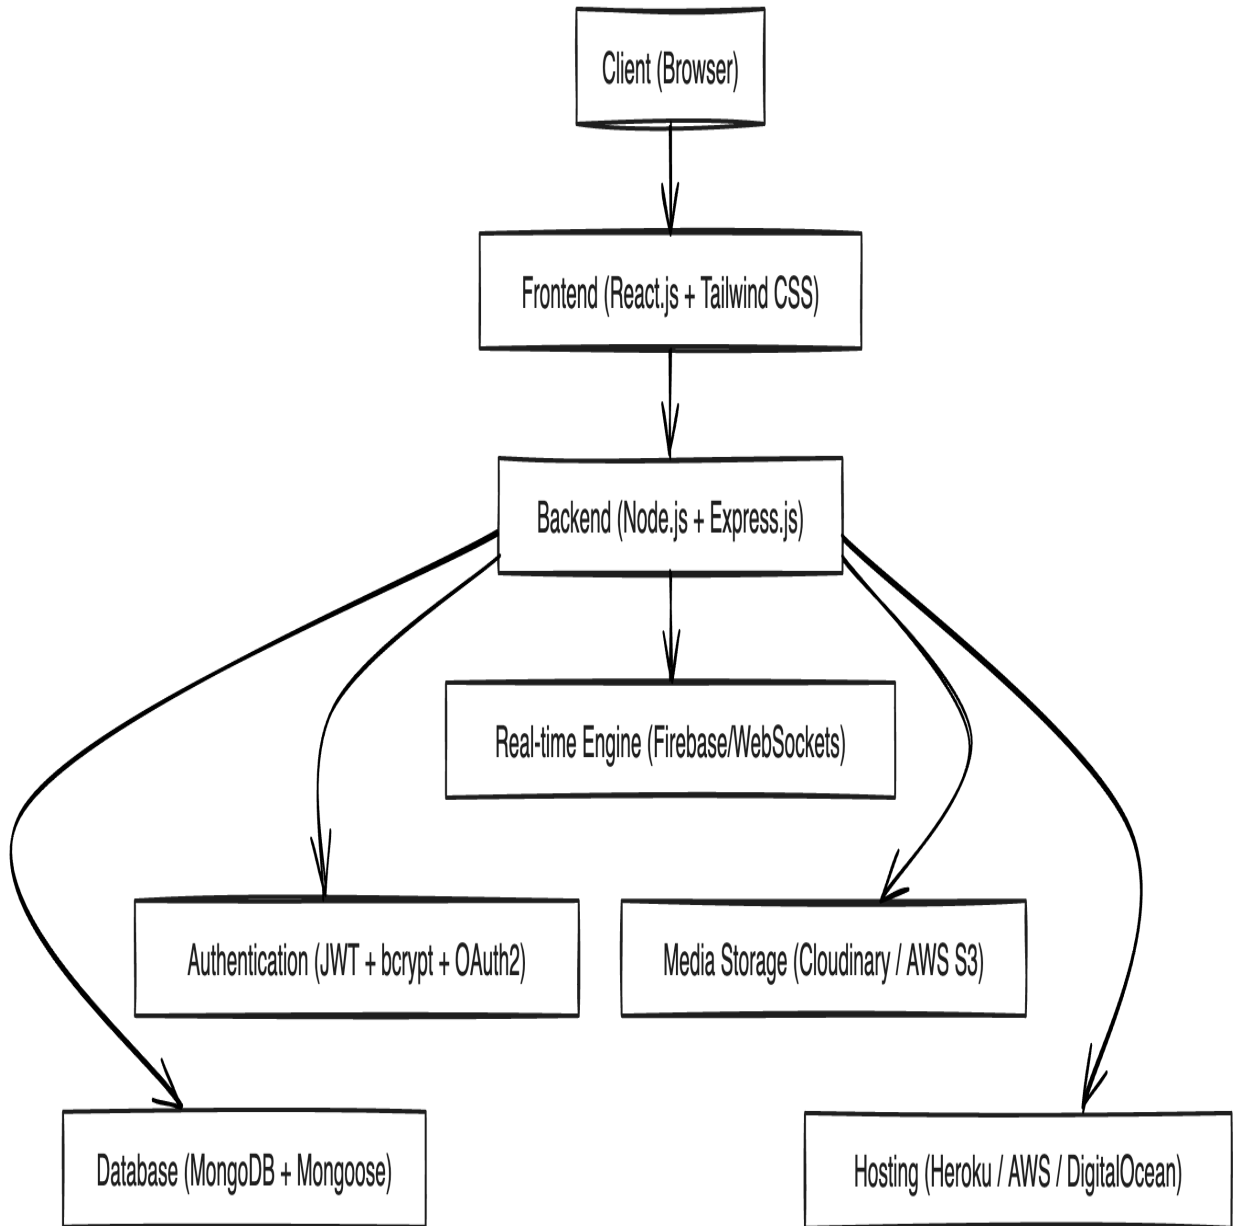 Client (Browser)
Frontend (React.js + Tailwind CSS)
Backend (Node.js + Express.js)
Real-time Engine (Firebase/WebSockets)
Authentication (JWT + bcrypt + OAuth2)
Media Storage (Cloudinary / AWS S3)
Database (MongoDB + Mongoose)
Hosting (Heroku / AWS / DigitalOcean)